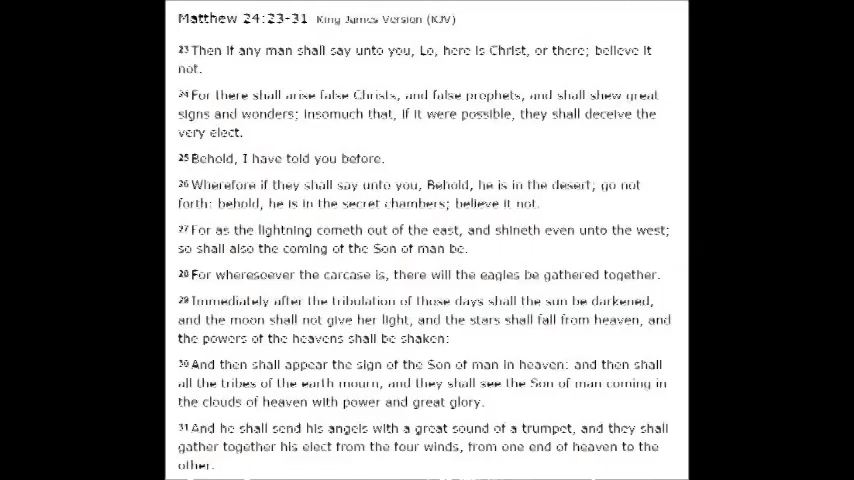 Matthew 24:23-31 King James Version (KJV)
23 Then if any man shall say unto you, Lo, here is Christ, or there; believe it
not.
24 For there shall arise false Christs, and false prophets, and shall shew great
signs and wonders; insomuch that, if it were possible, they shall deceive the
very elect.
25 Behold, I have told you before.
26 Wherefore if they shall say unto you, Behold, he is in the desert; go not
forth: behold, he is in the secret chambers; believe it not.
27 For as the lightning cometh out of the east, and shineth even unto the west;
so shall also the coming of the Son of man be.
28 For wheresoever the carcase is, there will the eagles be gathered together.
29 Immediately after the tribulation of those days shall the sun be darkened,
and the moon shall not give her light, and the stars shall fall from heaven, and
the powers of the heavens shall be shaken:
30 And then shall appear the sign of the Son of man in heaven: and then shall
all the tribes of the earth mourn, and they shall see the Son of man coming in
the clouds of heaven with power and great glory.
31 And he shall send his angels with a great sound of a trumpet, and they shall
gather together his elect from the four winds, from one end of heaven to the
other.